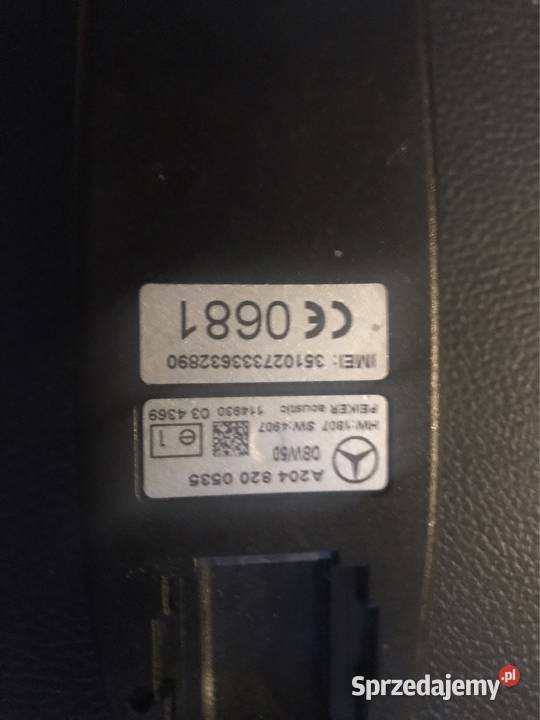 A204 820 0535
08W50
e 1
HW:1807 SW:4907
PEIKER acustic 114930 03 4369
IMEI: 351027333632890
CE 0681
Sprzedajemy.pl